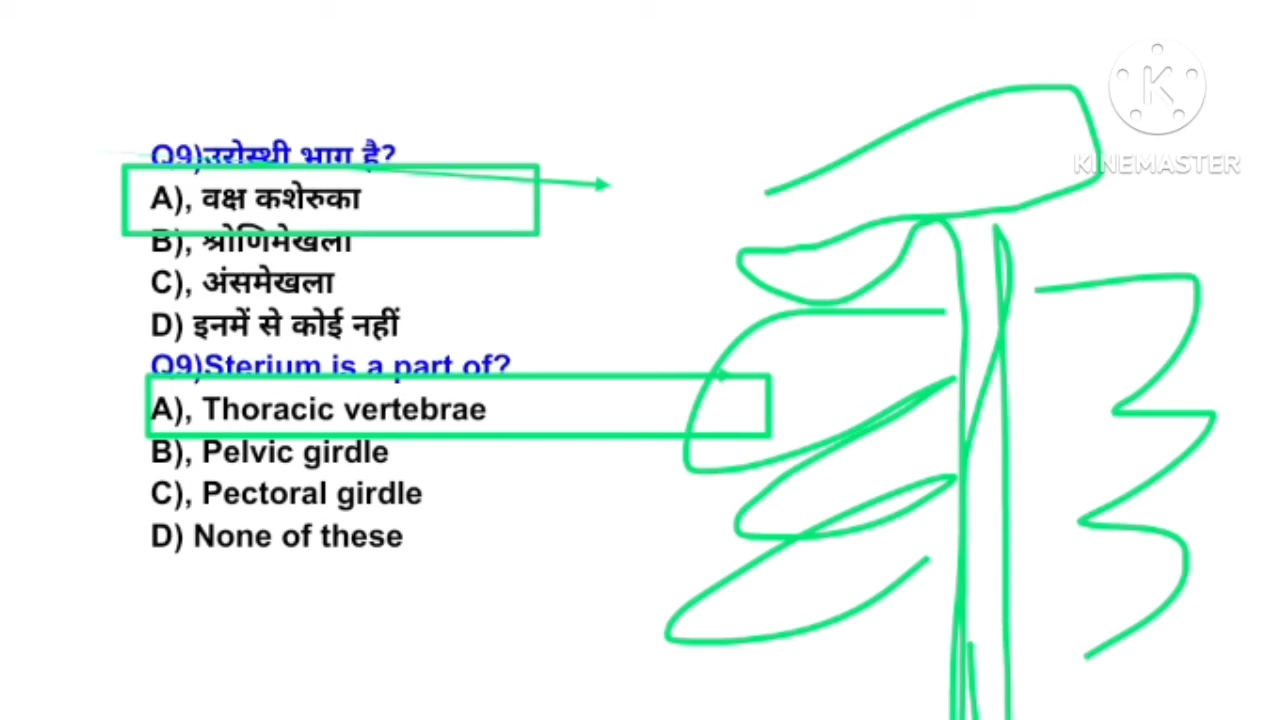 Q9)उरोस्थी भाग है?
A), वक्ष कशेरुका
B), श्रोणिमेखला
C), अंसमेखला
D) इनमें से कोई नहीं
Q9)Sterium is a part of?
A), Thoracic vertebrae
B), Pelvic girdle
C), Pectoral girdle
D) None of these
KINEMASTER